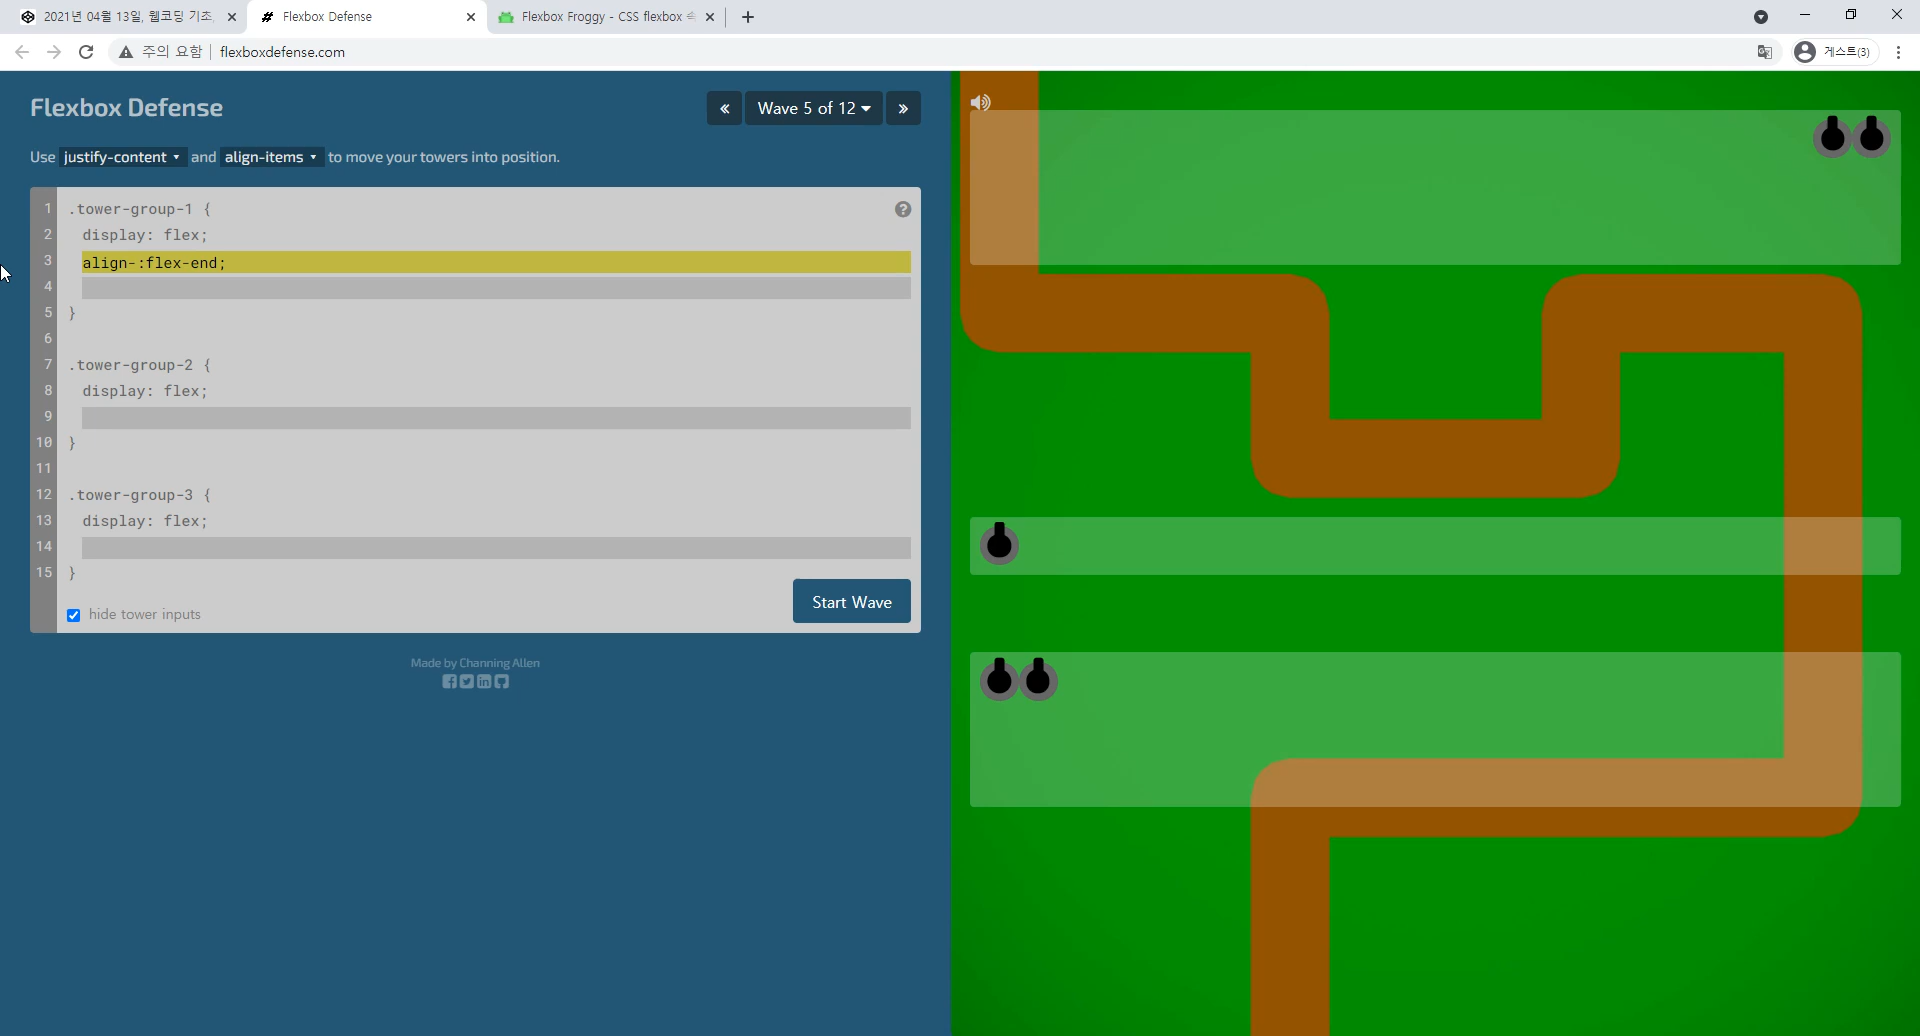 2021년 04월 13일, 웹코딩 기초,
Flexbox Defense
Flexbox Froggy - CSS flexbox 속
주의 요함
flexboxdefense.com
게스트(3)
Flexbox Defense
« Wave 5 of 12 »
Use justify-content and align-items to move your towers into position.
1 .tower-group-1 {
2 display: flex;
3 align-:flex-end;
4
5 }
6
7 .tower-group-2 {
8 display: flex;
9
10 }
11
12 .tower-group-3 {
13 display: flex;
14
15 }
?
hide tower inputs
Start Wave
Made by Channing Allen